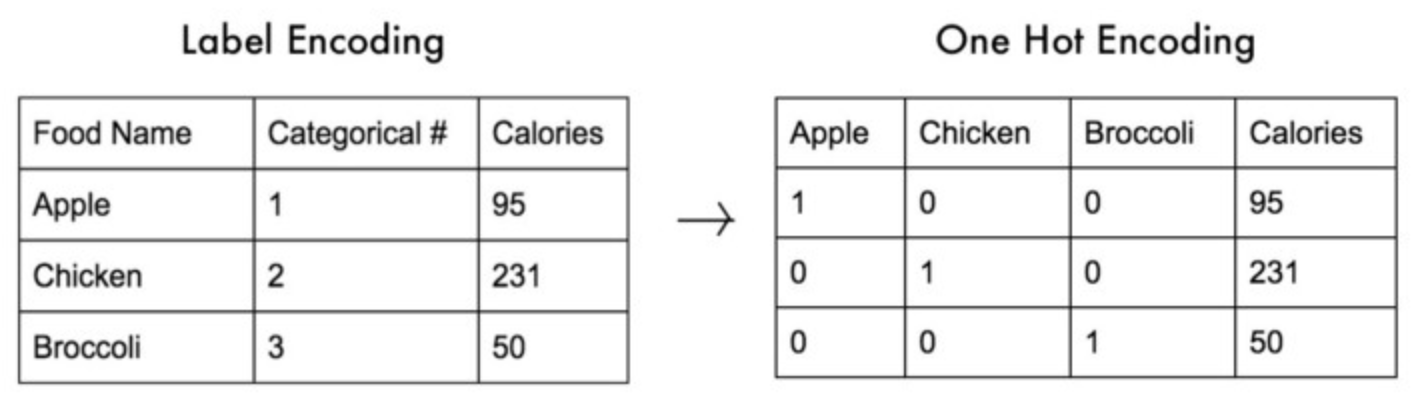 Label Encoding
Food Name Categorical # Calories
Apple 1 95
Chicken 2 231
Broccoli 3 50
→
One Hot Encoding
Apple Chicken Broccoli Calories
1 0 0 95
0 1 0 231
0 0 1 50